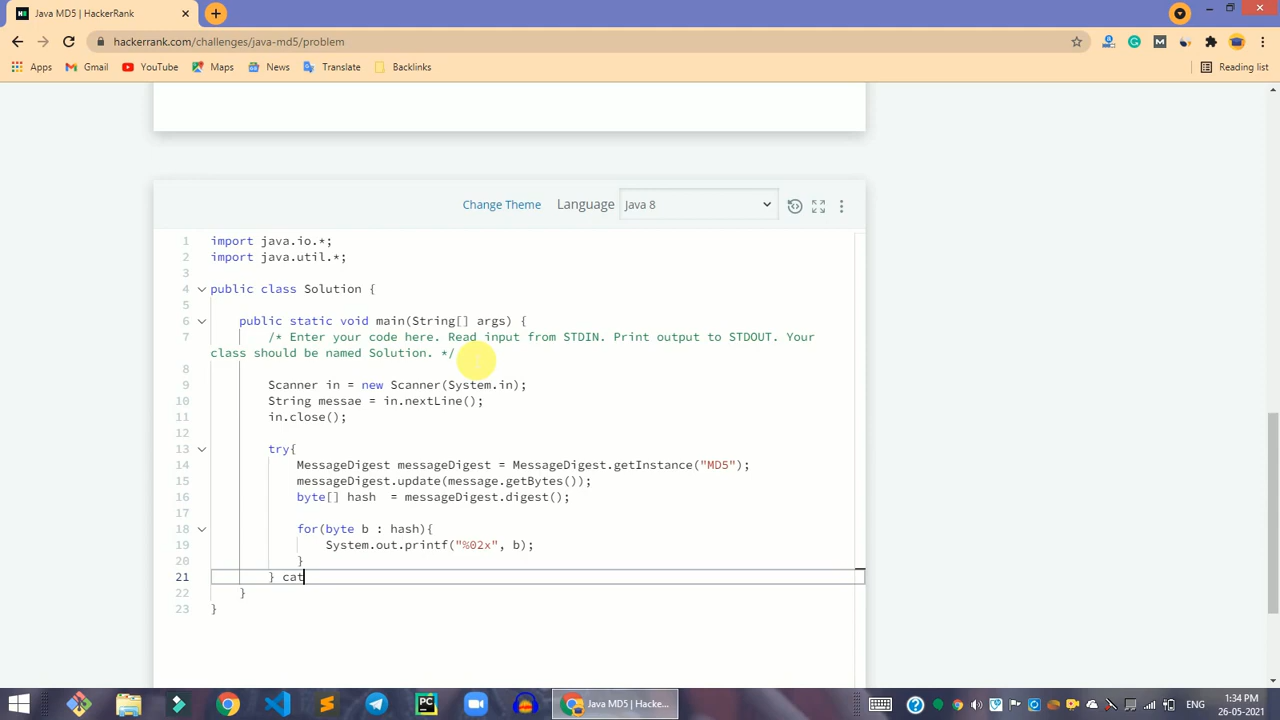 Java MD5 | HackerRank
hackerrank.com/challenges/java-md5/problem
Apps Gmail YouTube Maps News Translate Backlinks Reading list
Change Theme Language Java 8
1 import java.io.*;
2 import java.util.*;
3
4 public class Solution {
5
6 public static void main(String[] args) {
7 /* Enter your code here. Read input from STDIN. Print output to STDOUT. Your
class should be named Solution. */
8
9 Scanner in = new Scanner(System.in);
10 String messae = in.nextLine();
11 in.close();
12
13 try{
14 MessageDigest messageDigest = MessageDigest.getInstance("MD5");
15 messageDigest.update(message.getBytes());
16 byte[] hash  = messageDigest.digest();
17
18 for(byte b : hash){
19 System.out.printf("%02x", b);
20 }
21 } cat
22 }
23 }
Java MD5 | Hacke...
ENG
1:34 PM
26-05-2021